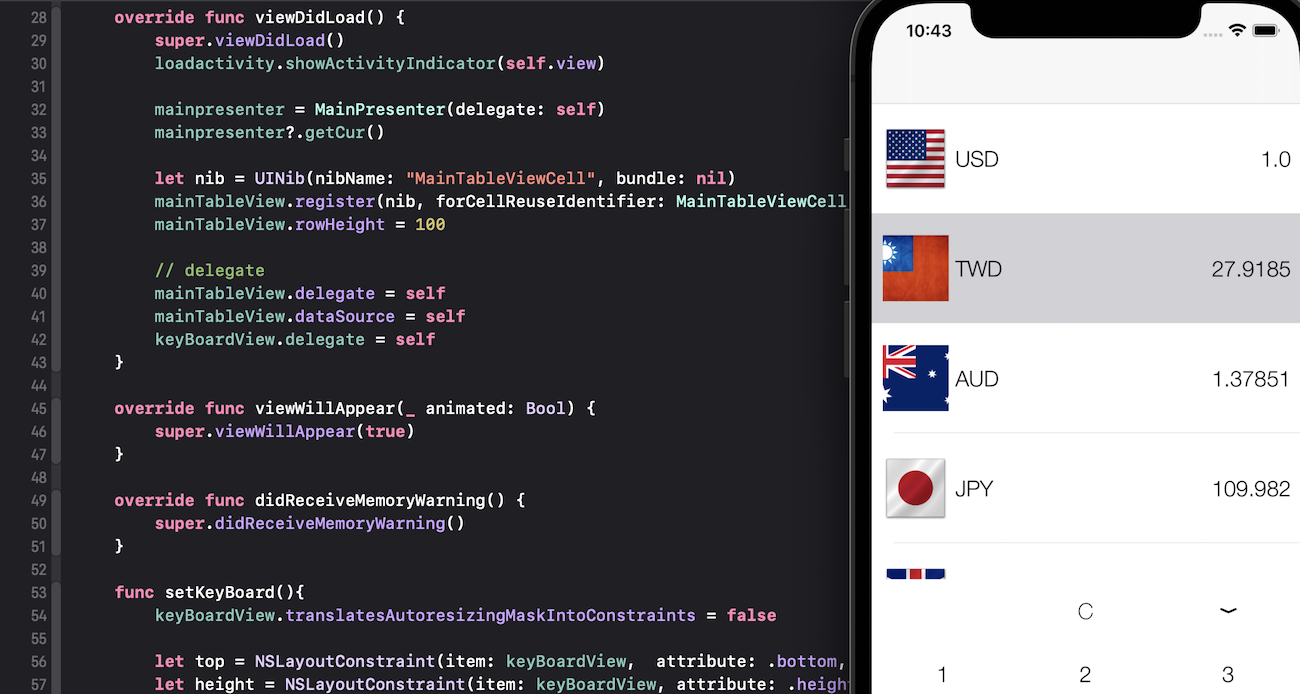 28 override func viewDidLoad() {
29 super.viewDidLoad()
30 loadactivity.showActivityIndicator(self.view)
31
32 mainpresenter = MainPresenter(delegate: self)
33 mainpresenter?.getCur()
34
35 let nib = UINib(nibName: "MainTableViewCell", bundle: nil)
36 mainTableView.register(nib, forCellReuseIdentifier: MainTableViewCell
37 mainTableView.rowHeight = 100
38
39 // delegate
40 mainTableView.delegate = self
41 mainTableView.dataSource = self
42 keyBoardView.delegate = self
43 }
44
45 override func viewWillAppear(_ animated: Bool) {
46 super.viewWillAppear(true)
47 }
48
49 override func didReceiveMemoryWarning() {
50 super.didReceiveMemoryWarning()
51 }
52
53 func setKeyBoard(){
54 keyBoardView.translatesAutoresizingMaskIntoConstraints = false
55
56 let top = NSLayoutConstraint(item: keyBoardView,  attribute: .bottom,
57 let height = NSLayoutConstraint(item: keyBoardView, attribute: .heigh
10:43
USD 1.0
TWD 27.9185
AUD 1.37851
JPY 109.982
C
1 2 3